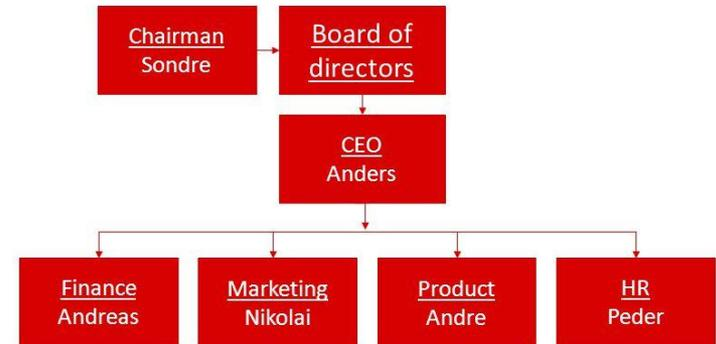 Chairman
Sondre
Board of
directors
CEO
Anders
Finance
Andreas
Marketing
Nikolai
Product
Andre
HR
Peder